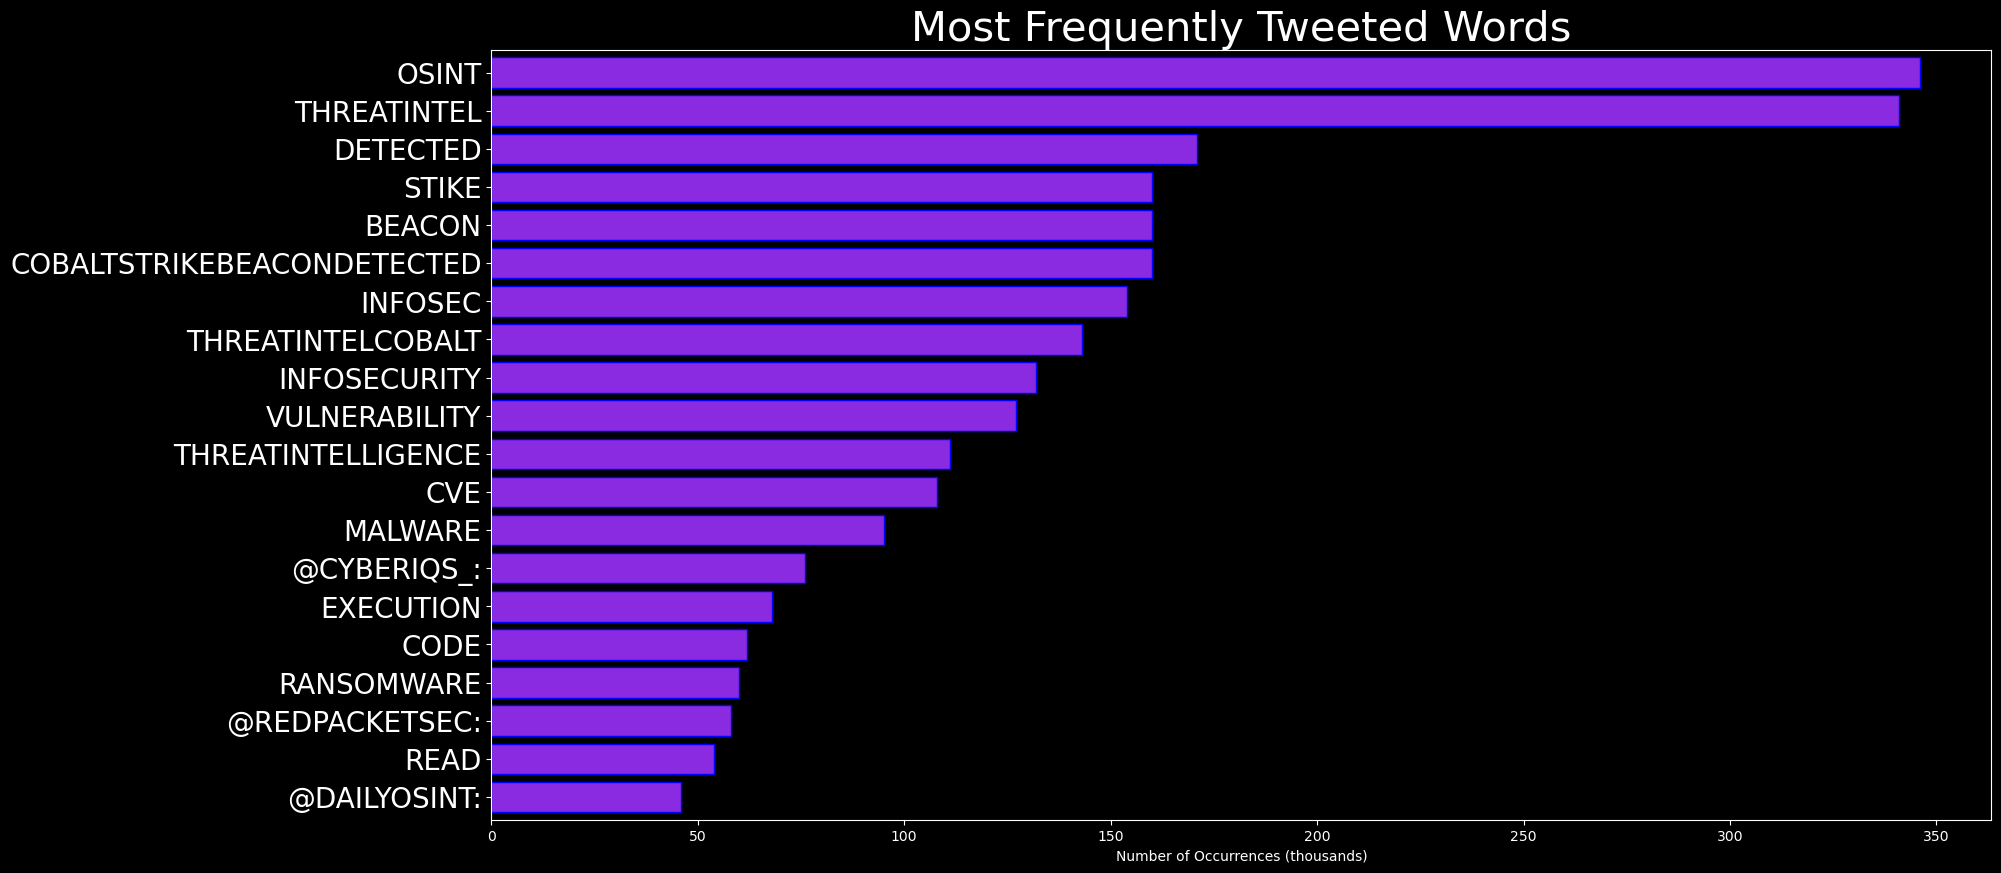 Most Frequently Tweeted Words
OSINT
THREATINTEL
DETECTED
STIKE
BEACON
COBALTSTRIKEBEACONDETECTED
INFOSEC
THREATINTELCOBALT
INFOSECURITY
VULNERABILITY
THREATINTELLIGENCE
CVE
MALWARE
@CYBERIQS_:
EXECUTION
CODE
RANSOMWARE
@REDPACKETSEC:
READ
@DAILYOSINT:
0 50 100 150 200 250 300 350
Number of Occurrences (thousands)